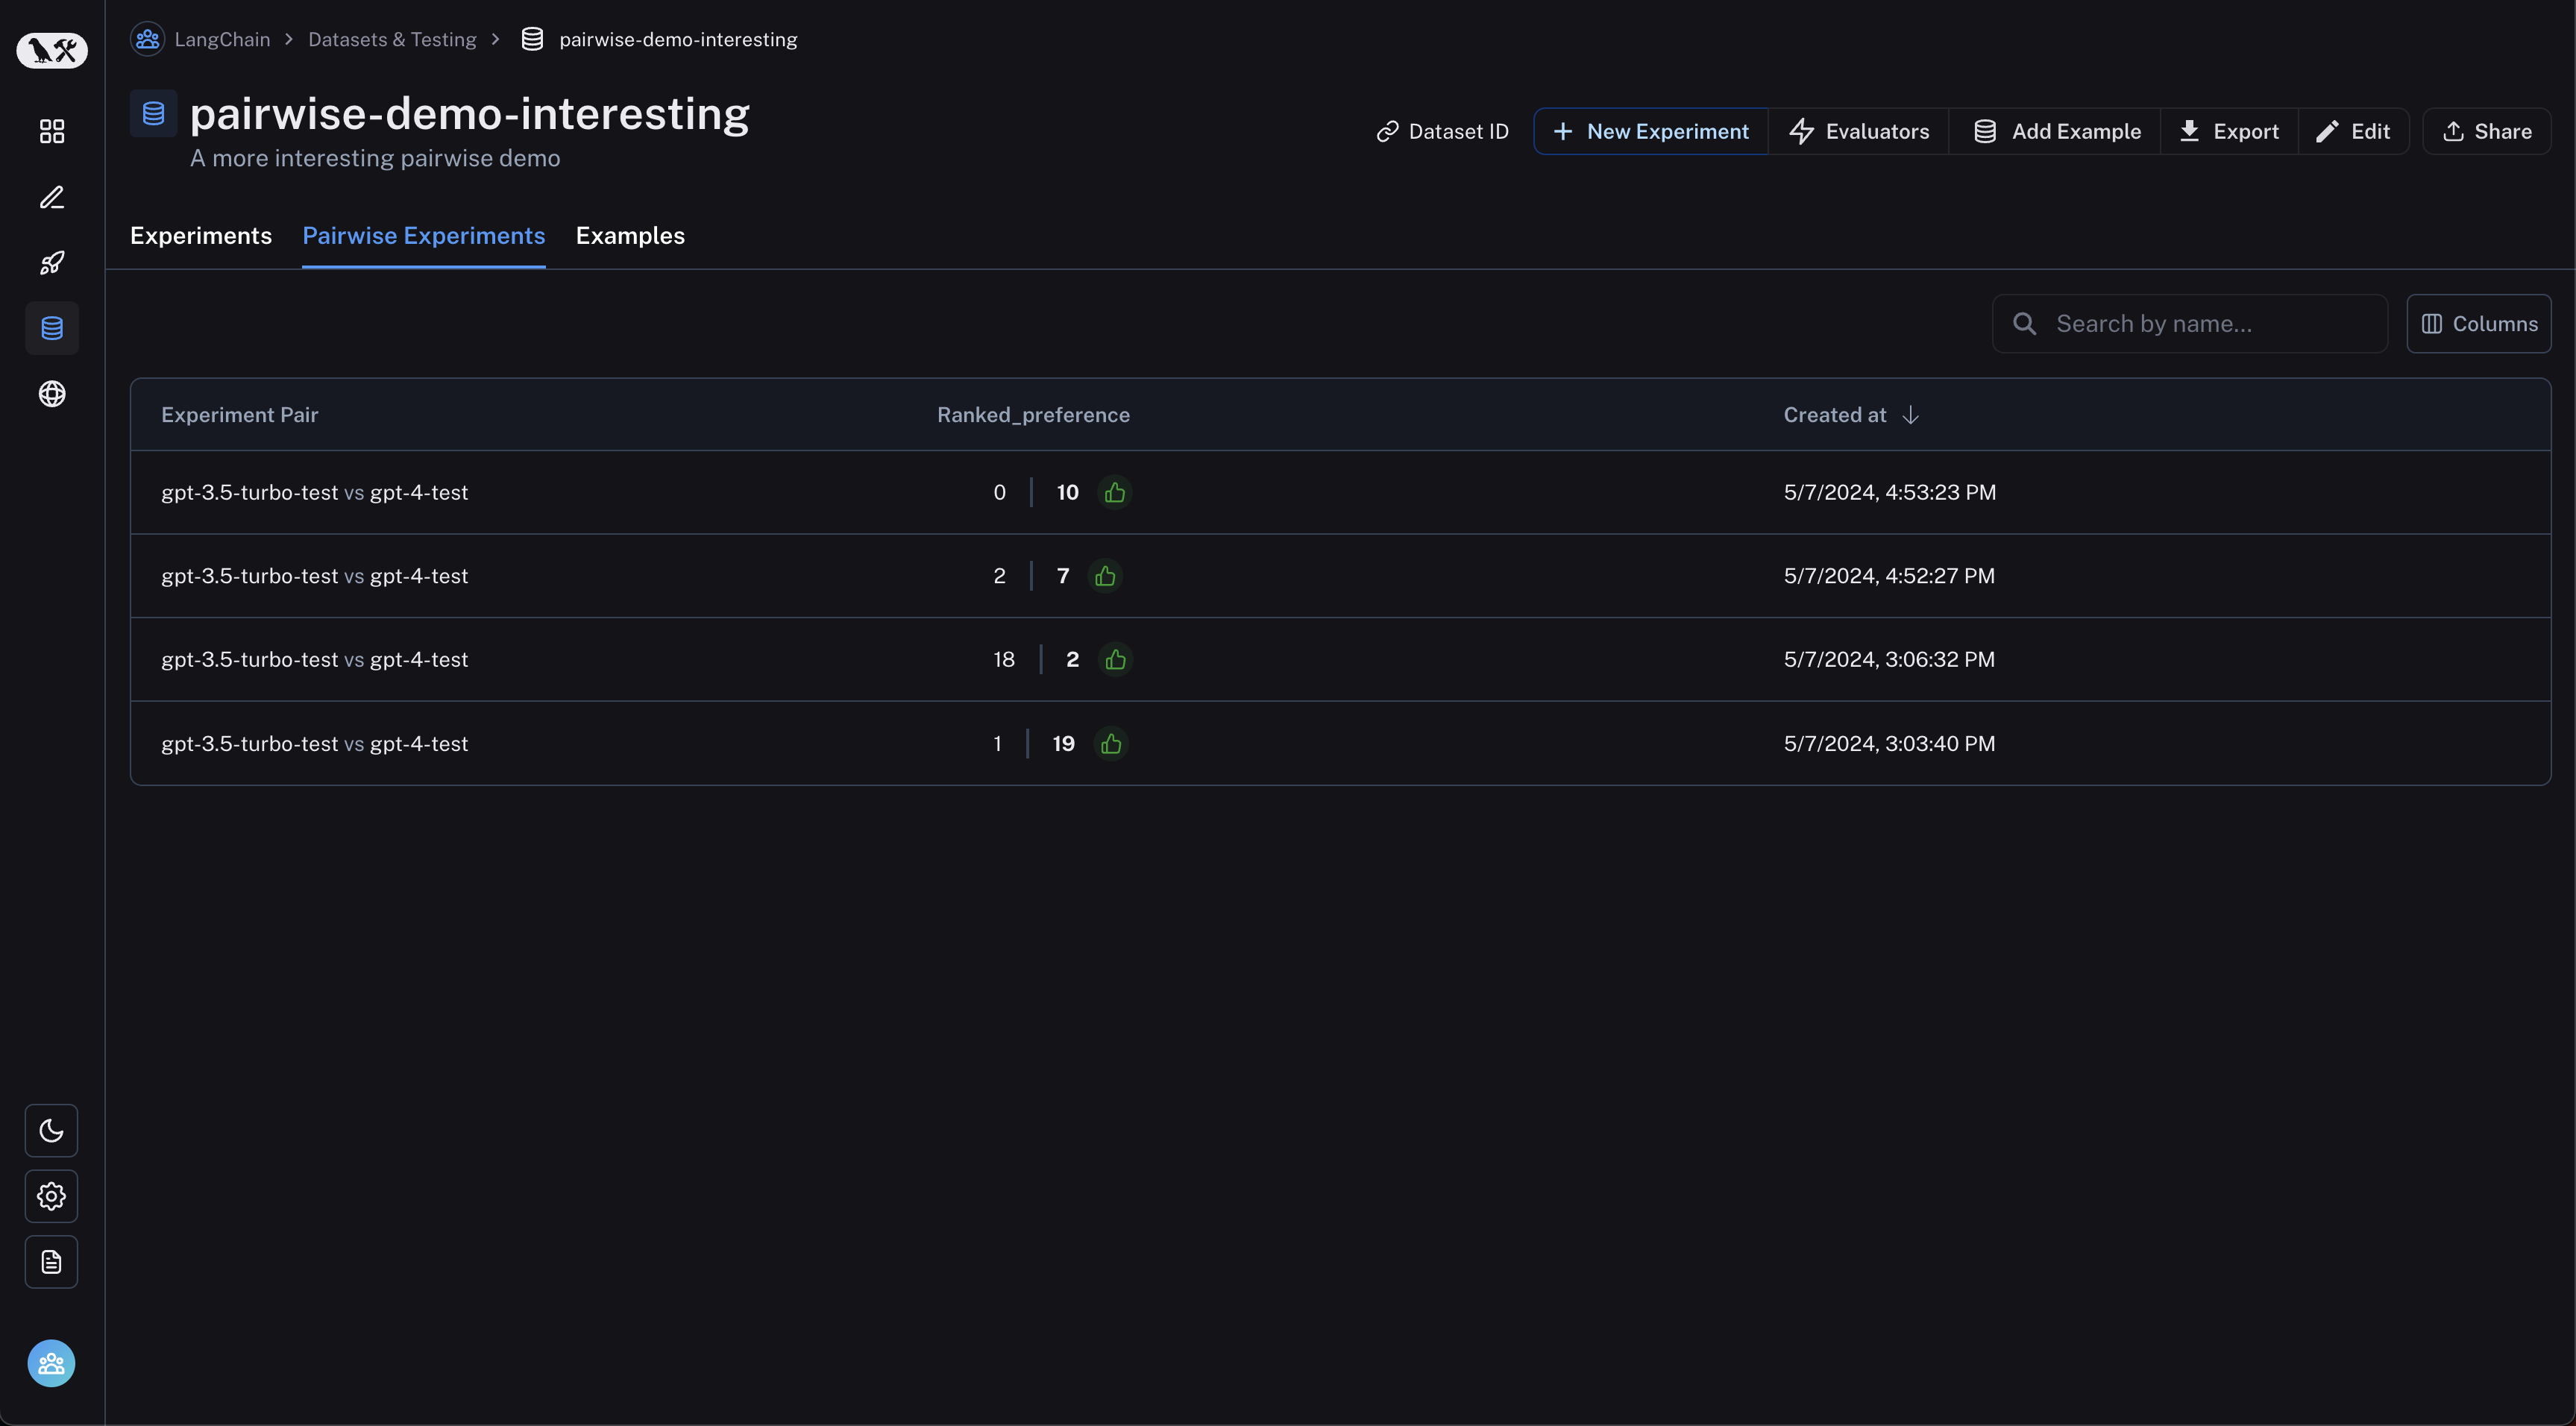 LangChain > Datasets & Testing > pairwise-demo-interesting
pairwise-demo-interesting
A more interesting pairwise demo
Dataset ID
New Experiment
Evaluators
Add Example
Export
Edit
Share
Experiments
Pairwise Experiments
Examples
Search by name...
Columns
Experiment Pair Ranked_preference Created at
gpt-3.5-turbo-test vs gpt-4-test 0 | 10 5/7/2024, 4:53:23 PM
gpt-3.5-turbo-test vs gpt-4-test 2 | 7 5/7/2024, 4:52:27 PM
gpt-3.5-turbo-test vs gpt-4-test 18 | 2 5/7/2024, 3:06:32 PM
gpt-3.5-turbo-test vs gpt-4-test 1 | 19 5/7/2024, 3:03:40 PM